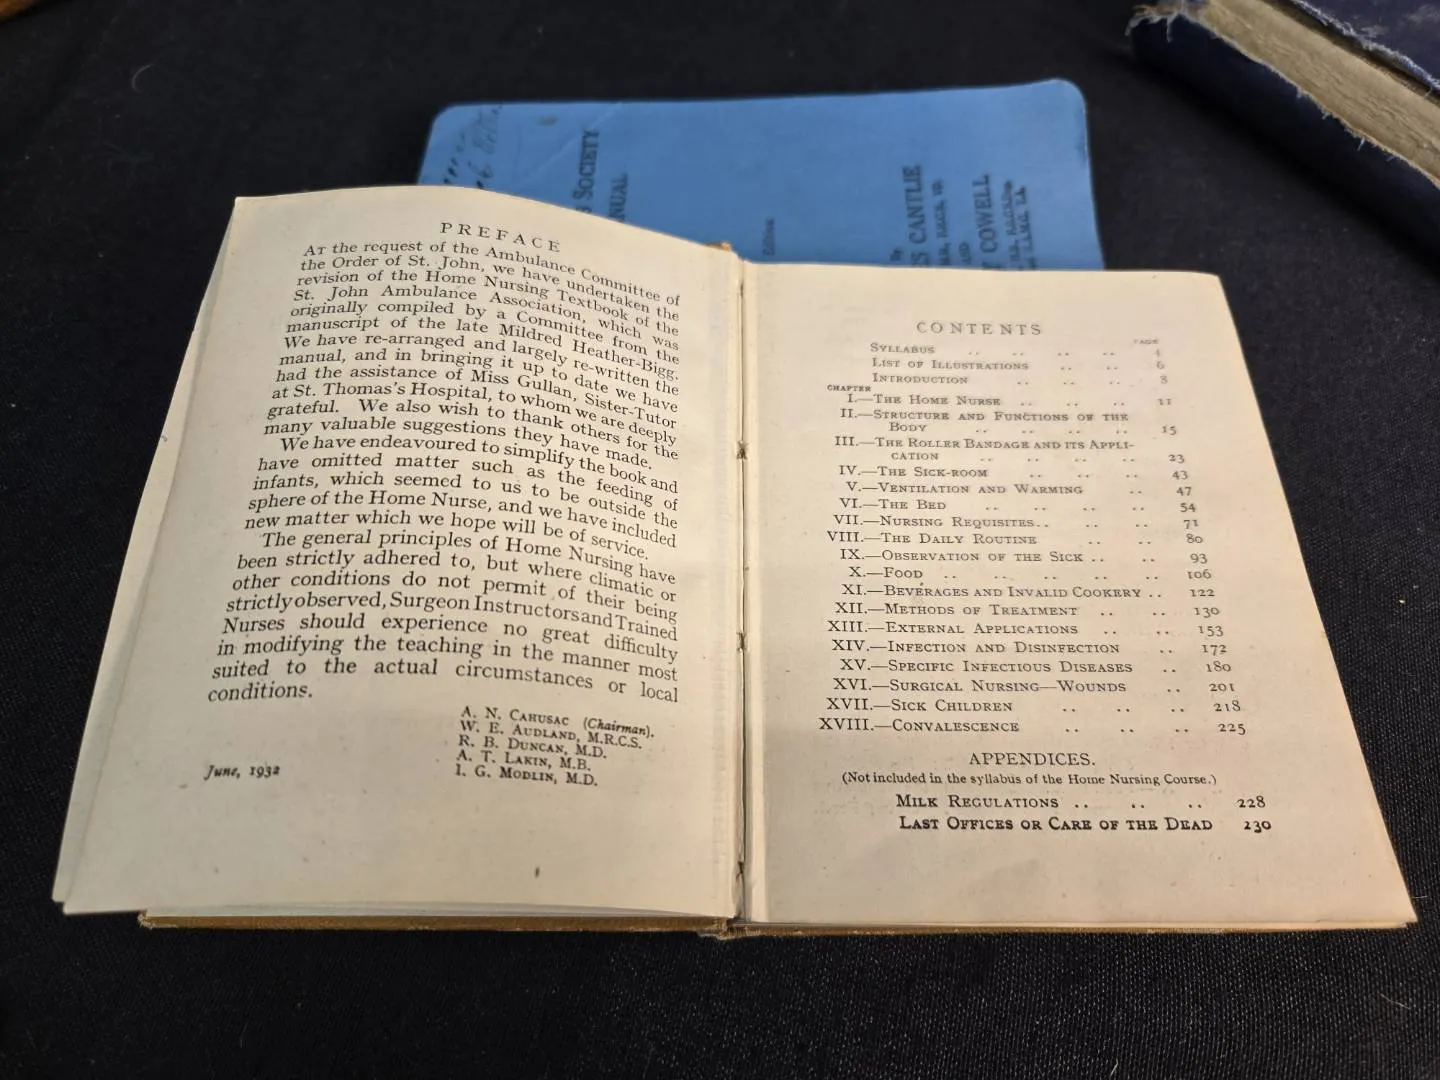 PREFACE
AT the request of the Ambulance Committee of
the Order of St. John, we have undertaken the
revision of the Home Nursing Textbook of the
St. John Ambulance Association, which was
originally compiled by a Committee from the
manuscript of the late Mildred Heather-Bigg.
We have re-arranged and largely re-written the
manual, and in bringing it up to date we have
had the assistance of Miss Gullan, Sister-Tutor
at St. Thomas's Hospital, to whom we are deeply
grateful. We also wish to thank others for the
many valuable suggestions they have made.
We have endeavoured to simplify the book and
have omitted matter such as the feeding of
infants, which seemed to us to be outside the
sphere of the Home Nurse, and we have included
new matter which we hope will be of service.
The general principles of Home Nursing have
been strictly adhered to, but where climatic or
other conditions do not permit of their being
strictly observed, Surgeon Instructors and Trained
Nurses should experience no great difficulty
in modifying the teaching in the manner most
suited to the actual circumstances or local
conditions.
A. N. CAHUSAC (Chairman).
W. E. AUDLAND, M.R.C.S.
R. B. DUNCAN, M.D.
A. T. LAKIN, M.B.
I. G. MODLIN, M.D.
June, 1932
CONTENTS
PAGE
SYLLABUS .. .. .. .. 4
LIST OF ILLUSTRATIONS .. .. 6
INTRODUCTION .. .. .. 8
CHAPTER
I.—THE HOME NURSE .. .. .. 11
II.—STRUCTURE AND FUNCTIONS OF THE
BODY .. .. .. .. 15
III.—THE ROLLER BANDAGE AND ITS APPLI-
CATION .. .. .. .. 23
IV.—THE SICK-ROOM .. .. .. 43
V.—VENTILATION AND WARMING .. 47
VI.—THE BED .. .. .. .. 54
VII.—NURSING REQUISITES .. .. .. 71
VIII.—THE DAILY ROUTINE .. .. 80
IX.—OBSERVATION OF THE SICK .. .. 93
X.—FOOD .. .. .. .. .. 106
XI.—BEVERAGES AND INVALID COOKERY .. 122
XII.—METHODS OF TREATMENT .. .. 130
XIII.—EXTERNAL APPLICATIONS .. .. 153
XIV.—INFECTION AND DISINFECTION .. 172
XV.—SPECIFIC INFECTIOUS DISEASES .. 180
XVI.—SURGICAL NURSING—WOUNDS .. 201
XVII.—SICK CHILDREN .. .. .. 218
XVIII.—CONVALESCENCE .. .. .. 225
APPENDICES.
(Not included in the syllabus of the Home Nursing Course.)
MILK REGULATIONS .. .. .. 228
LAST OFFICES OR CARE OF THE DEAD 230
SOCIETY
Edition
By
CANTLIE
AND
COWELL